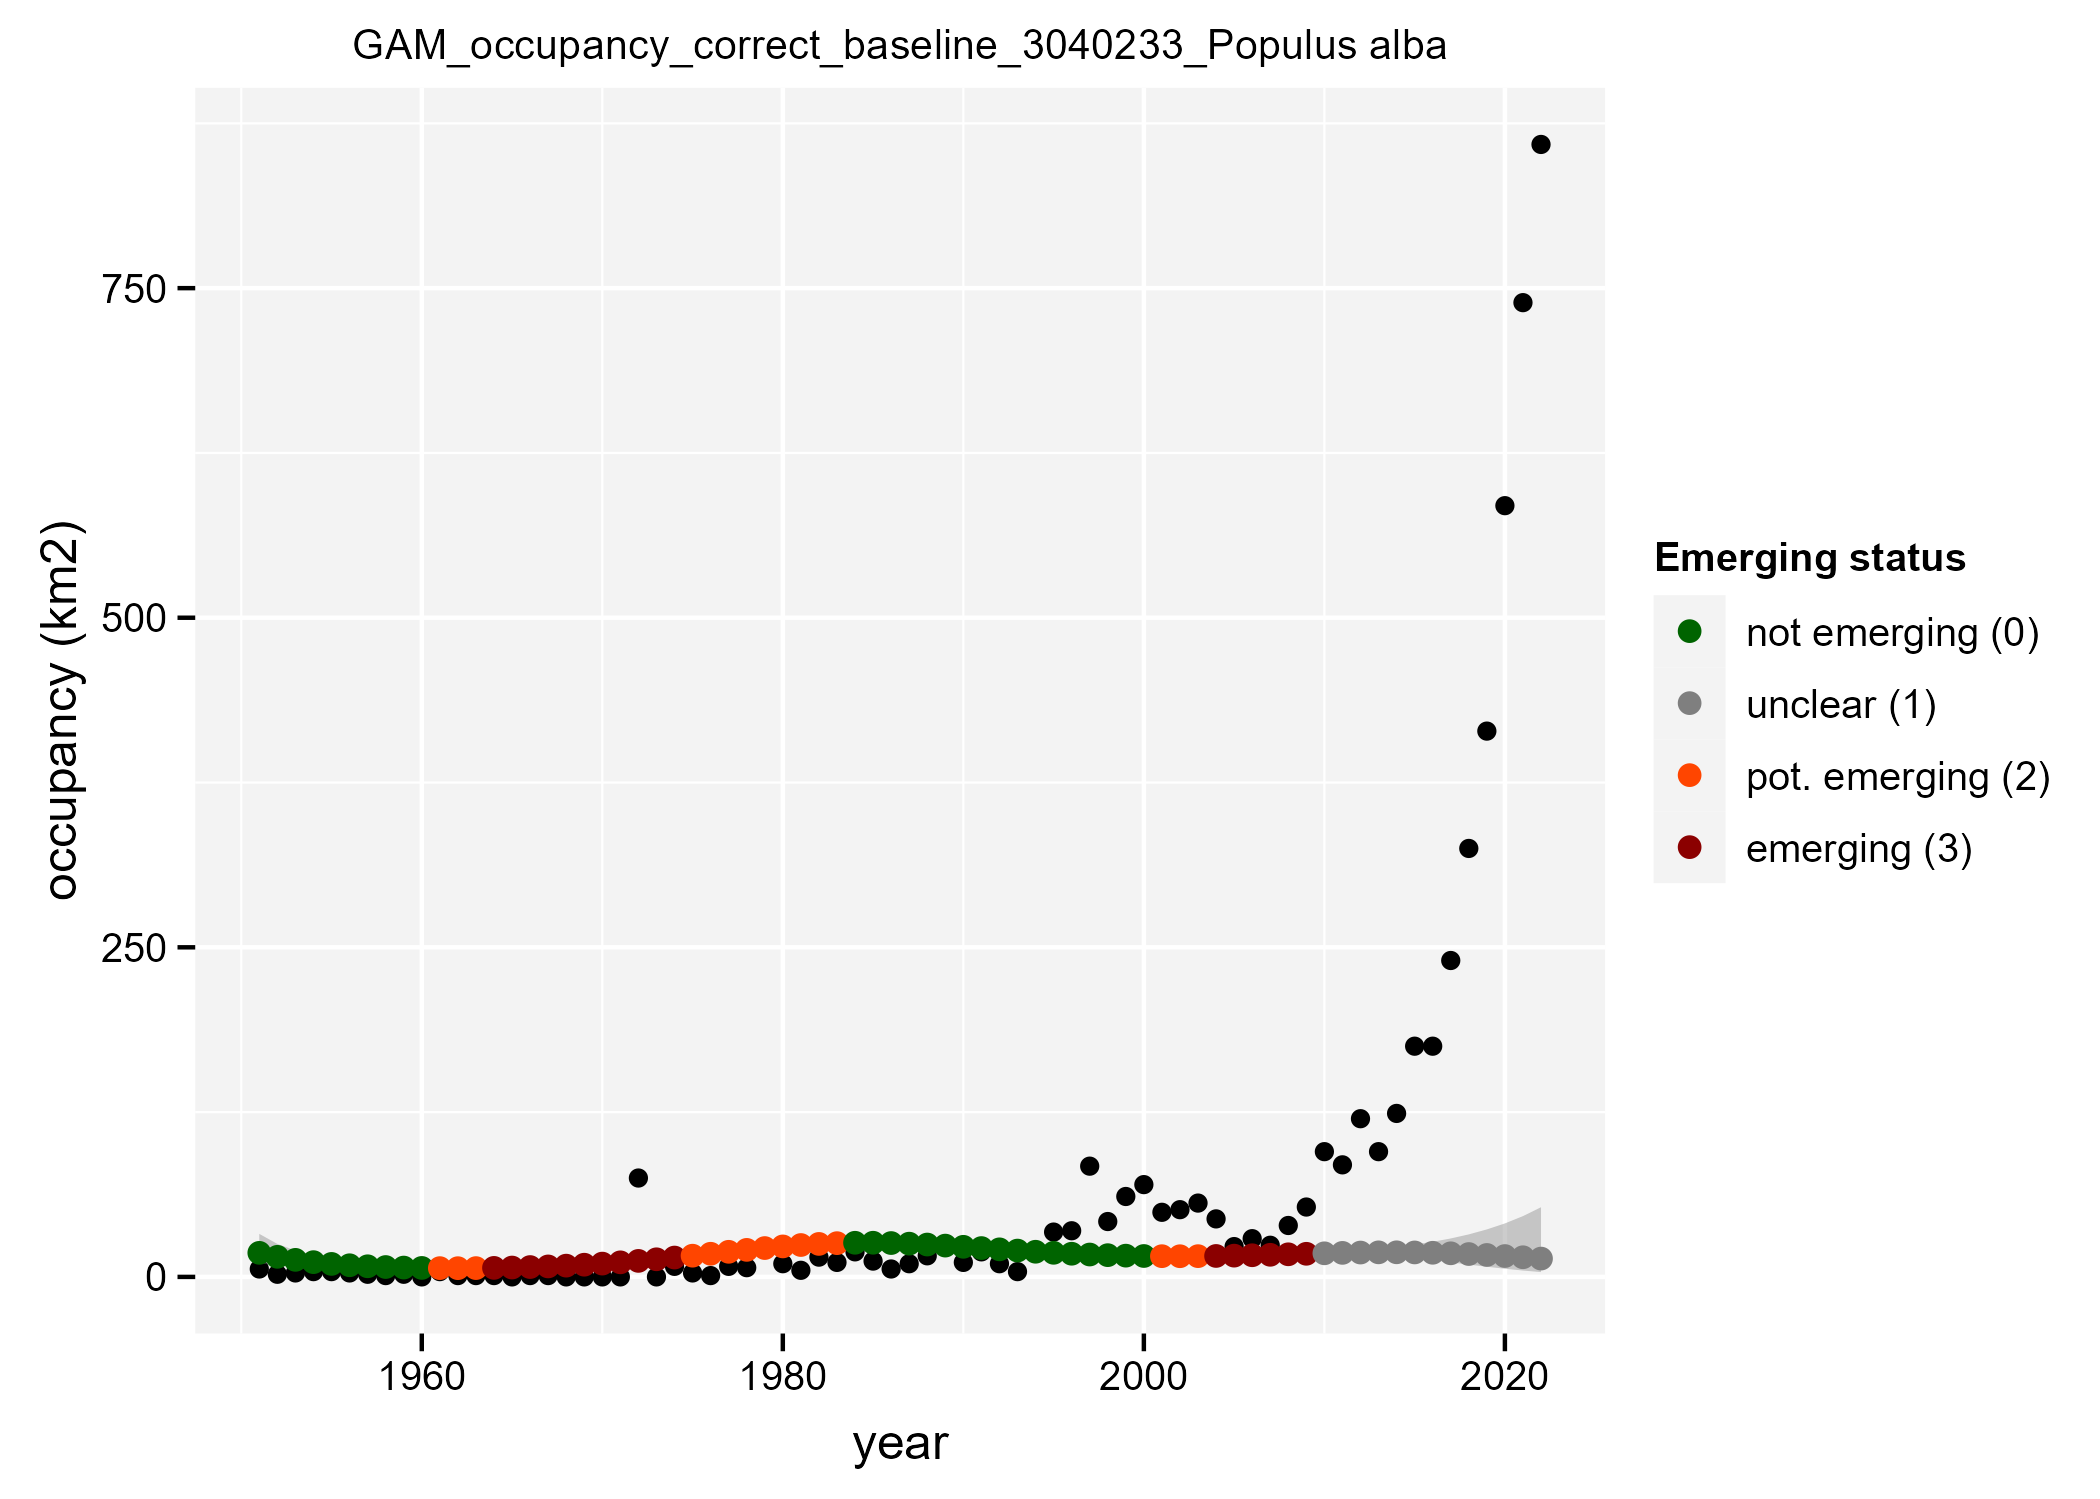 GAM_occupancy_correct_baseline_3040233_Populus alba
occupancy (km2)
750
500
250
0
1960 1980 2000 2020
year
Emerging status
not emerging (0)
unclear (1)
pot. emerging (2)
emerging (3)